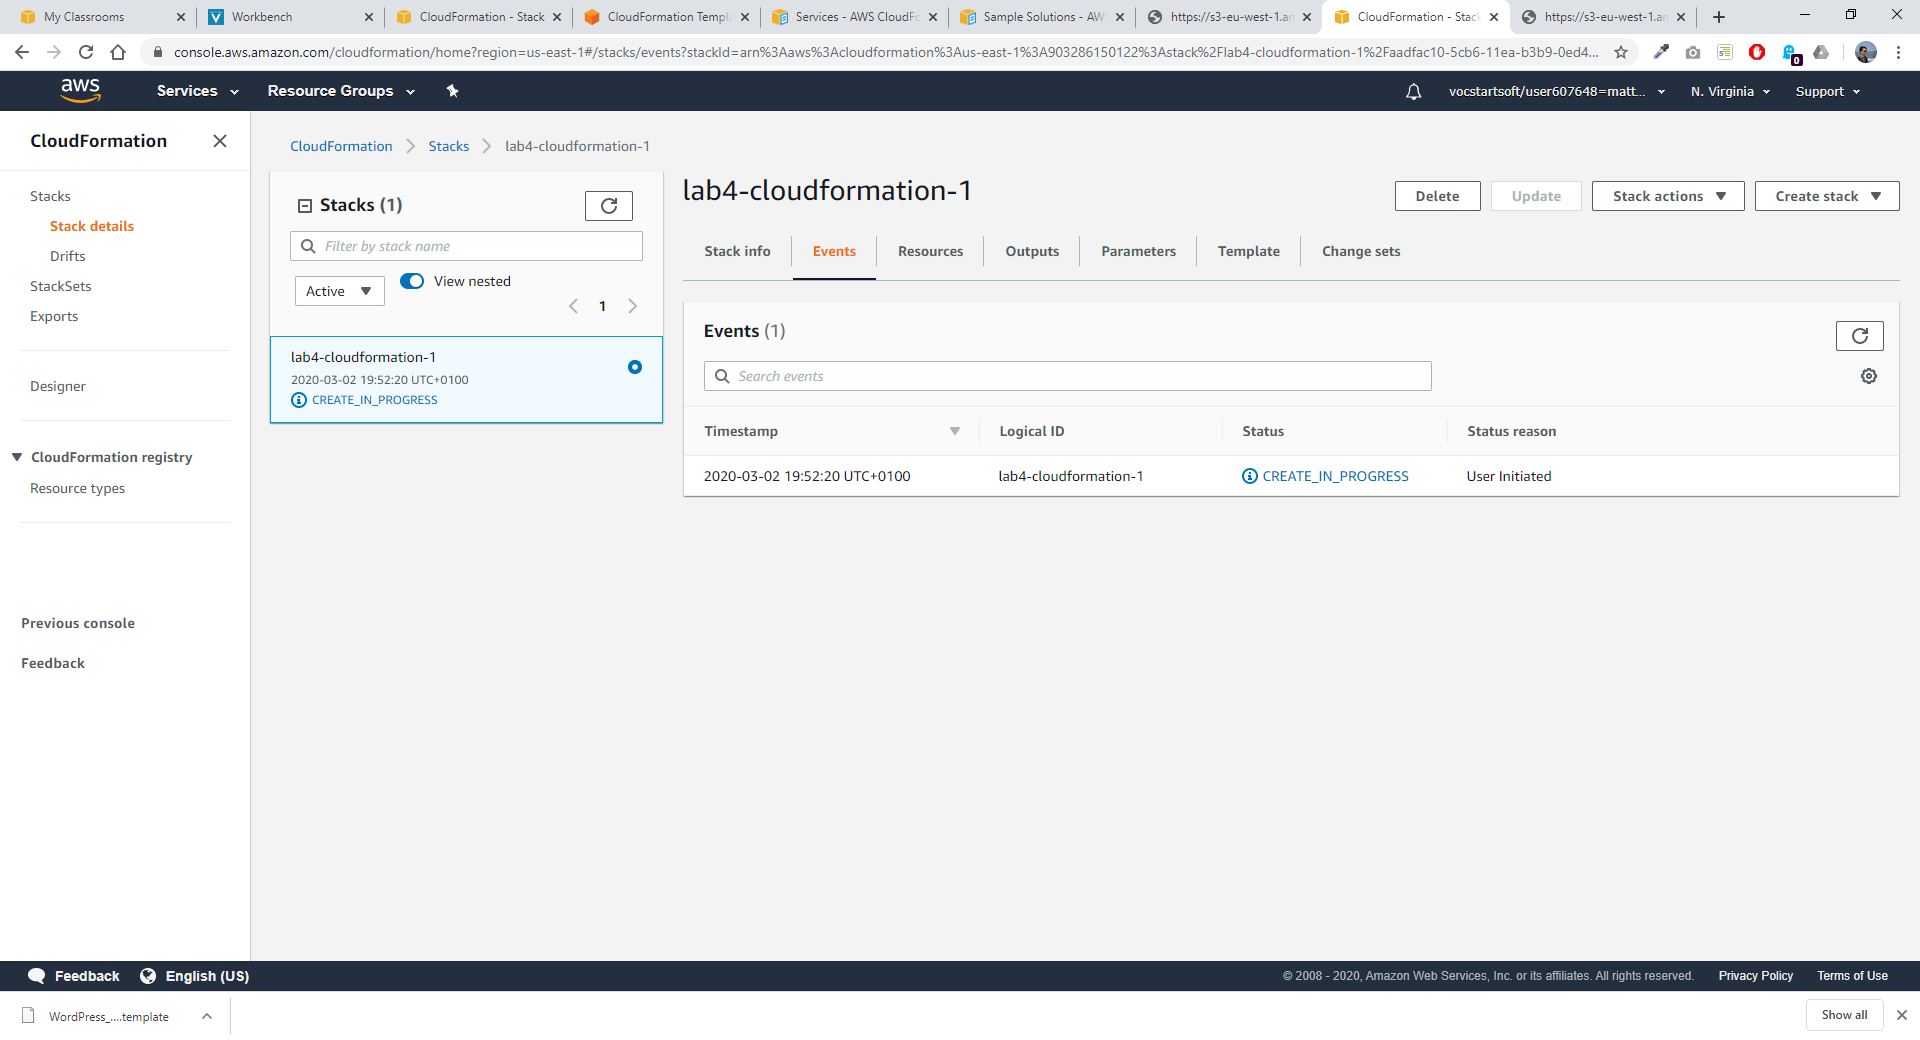 My Classrooms
Workbench
CloudFormation - Stack
CloudFormation Templ
Services - AWS CloudFo
Sample Solutions - AW
https://s3-eu-west-1.am
CloudFormation - Stack
https://s3-eu-west-1.am
console.aws.amazon.com/cloudformation/home?region=us-east-1#/stacks/events?stackId=arn%3Aaws%3Acloudformation%3Aus-east-1%3A903286150122%3Astack%2Flab4-cloudformation-1%2Faadfac10-5cb6-11ea-b3b9-0ed4...
0
aws
Services
Resource Groups
vocstartsoft/user607648=matt...
N. Virginia
Support
CloudFormation
Stacks
Stack details
Drifts
StackSets
Exports
Designer
CloudFormation registry
Resource types
Previous console
Feedback
CloudFormation
Stacks
lab4-cloudformation-1
Stacks (1)
Filter by stack name
Active
View nested
1
lab4-cloudformation-1
2020-03-02 19:52:20 UTC+0100
CREATE_IN_PROGRESS
lab4-cloudformation-1
Delete
Update
Stack actions
Create stack
Stack info
Events
Resources
Outputs
Parameters
Template
Change sets
Events (1)
Search events
Timestamp
Logical ID
Status
Status reason
2020-03-02 19:52:20 UTC+0100
lab4-cloudformation-1
CREATE_IN_PROGRESS
User Initiated
Feedback
English (US)
© 2008 - 2020, Amazon Web Services, Inc. or its affiliates. All rights reserved.
Privacy Policy
Terms of Use
WordPress_....template
Show all